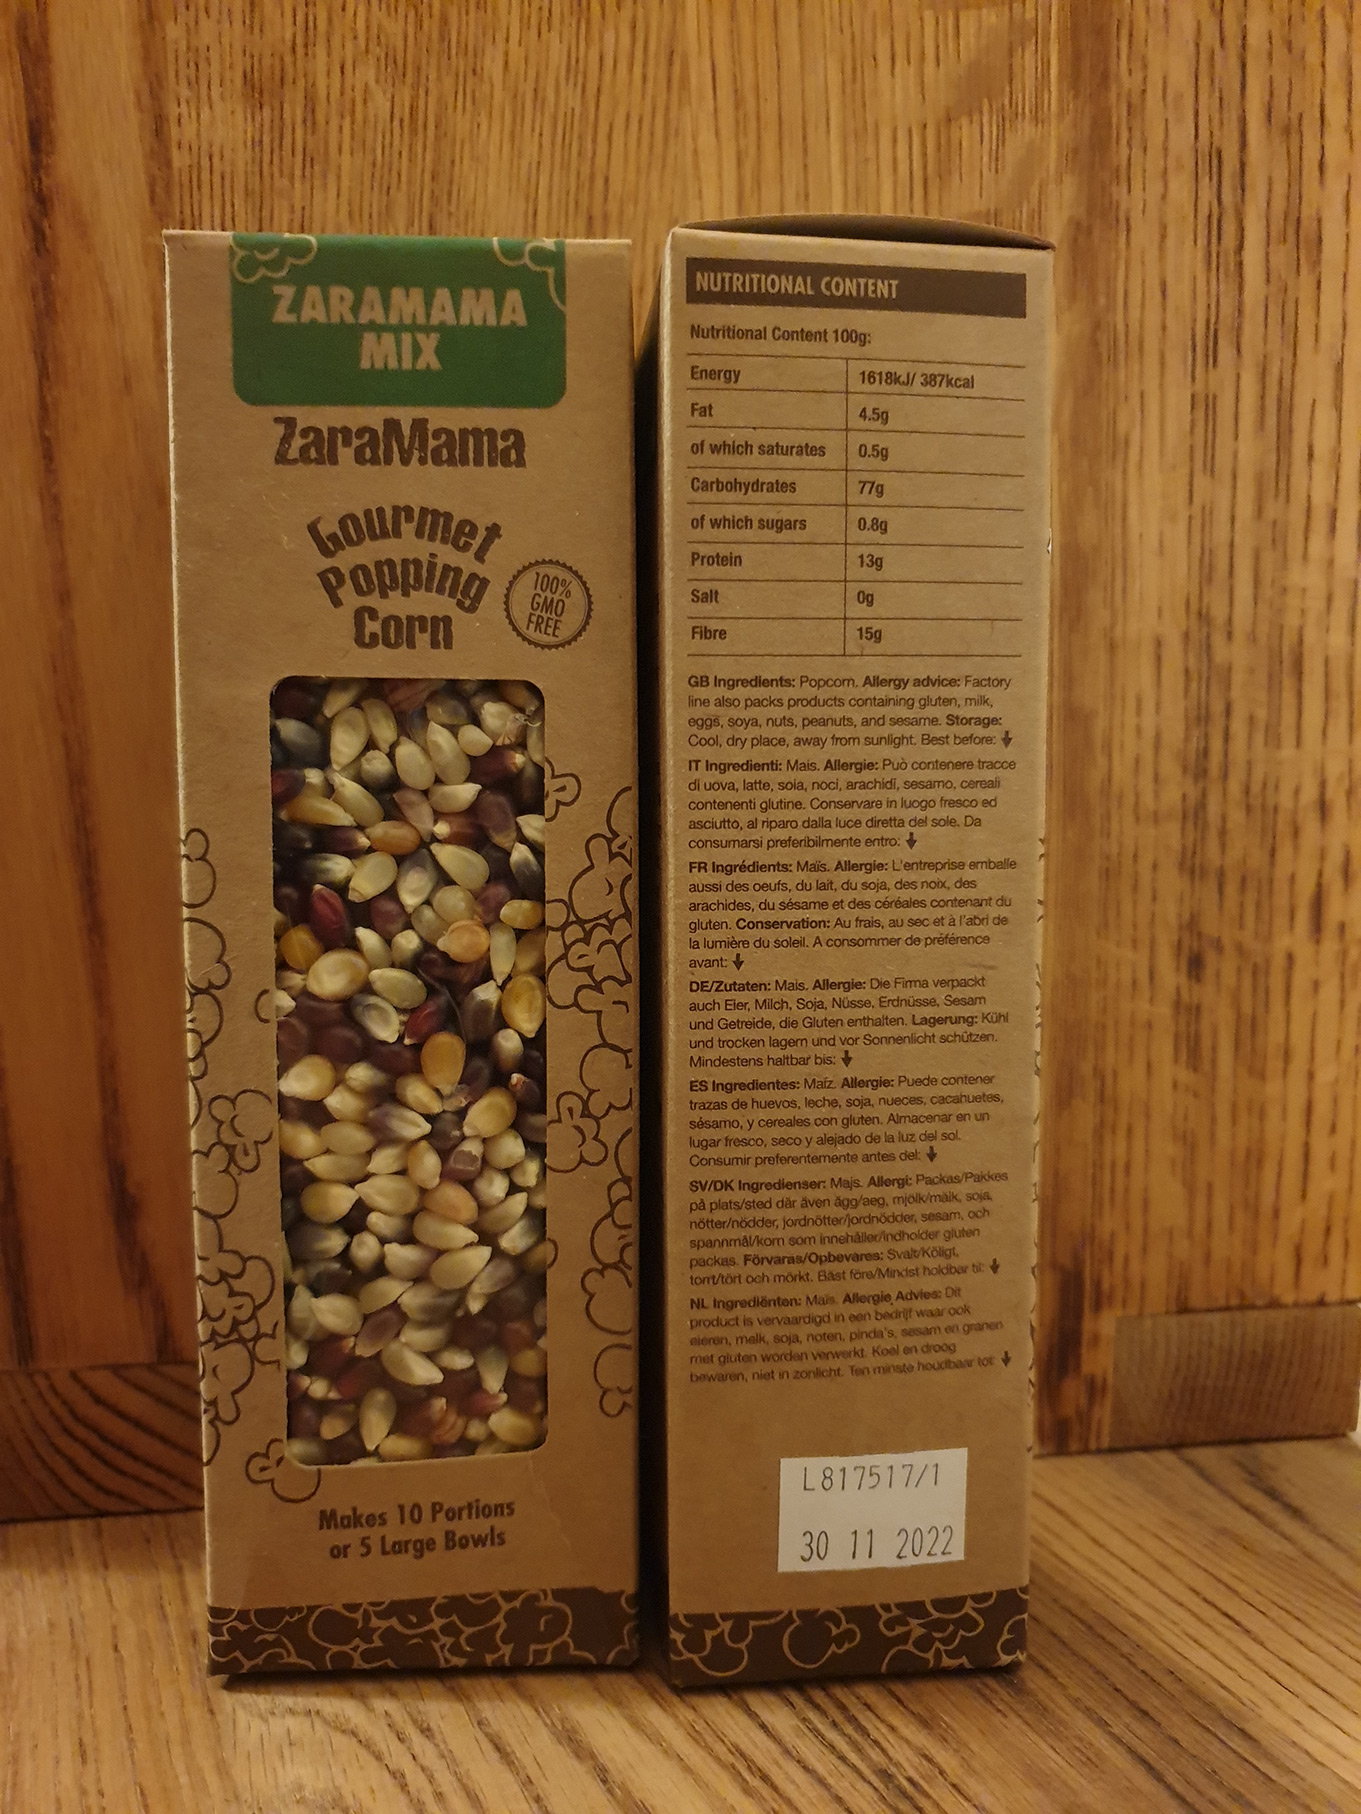 ZARAMAMA
MIX
ZaraMama
Gourmet
Popping
Corn
100%
GMO
FREE
Makes 10 Portions
or 5 Large Bowls
NUTRITIONAL CONTENT
Nutritional Content 100g:
Energy 1618kJ/ 387kcal
Fat 4.5g
of which saturates 0.5g
Carbohydrates 77g
of which sugars 0.8g
Protein 13g
Salt 0g
Fibre 15g
GB Ingredients: Popcorn. Allergy advice: Factory
line also packs products containing gluten, milk,
eggs, soya, nuts, peanuts, and sesame. Storage:
Cool, dry place, away from sunlight. Best before:
IT Ingredienti: Mais. Allergie: Può contenere tracce
di uova, latte, soia, noci, arachidi, sesamo, cereali
contenenti glutine. Conservare in luogo fresco ed
asciutto, al riparo dalla luce diretta del sole. Da
consumarsi preferibilmente entro:
FR Ingrédients: Maïs. Allergie: L'entreprise emballe
aussi des oeufs, du lait, du soja, des noix, des
arachides, du sésame et des céréales contenant du
gluten. Conservation: Au frais, au sec et à l'abri de
la lumière du soleil. A consommer de préférence
avant:
DE/Zutaten: Mais. Allergie: Die Firma verpackt
auch Eier, Milch, Soja, Nüsse, Erdnüsse, Sesam
und Getreide, die Gluten enthalten. Lagerung: Kühl
und trocken lagern und vor Sonnenlicht schützen.
Mindestens haltbar bis:
ES Ingredientes: Maíz. Allergie: Puede contener
trazas de huevos, leche, soja, nueces, cacahuetes,
sésamo, y cereales con gluten. Almacenar en un
lugar fresco, seco y alejado de la luz del sol.
Consumir preferentemente antes del:
SV/DK Ingredienser: Majs. Allergi: Packas/Pakkes
på plats/sted där även ägg/aeg, mjölk/mälk, soja,
nötter/nödder, jordnötter/jordnödder, sesam, och
spannmål/korn som innehåller/indholder gluten
packas. Förvaras/Opbevares: Svalt/Köligt,
torrt/tört och mörkt. Bäst före/Mindst holdbar til:
NL Ingrediënten: Maïs. Allergie Advies: Dit
product is vervaardigd in een bedrijf waar ook
eieren, melk, soja, noten, pinda's, sesam en granen
met gluten worden verwerkt. Koel en droog
bewaren, niet in zonlicht. Ten minste houdbaar tot:
L817517/1
30 11 2022